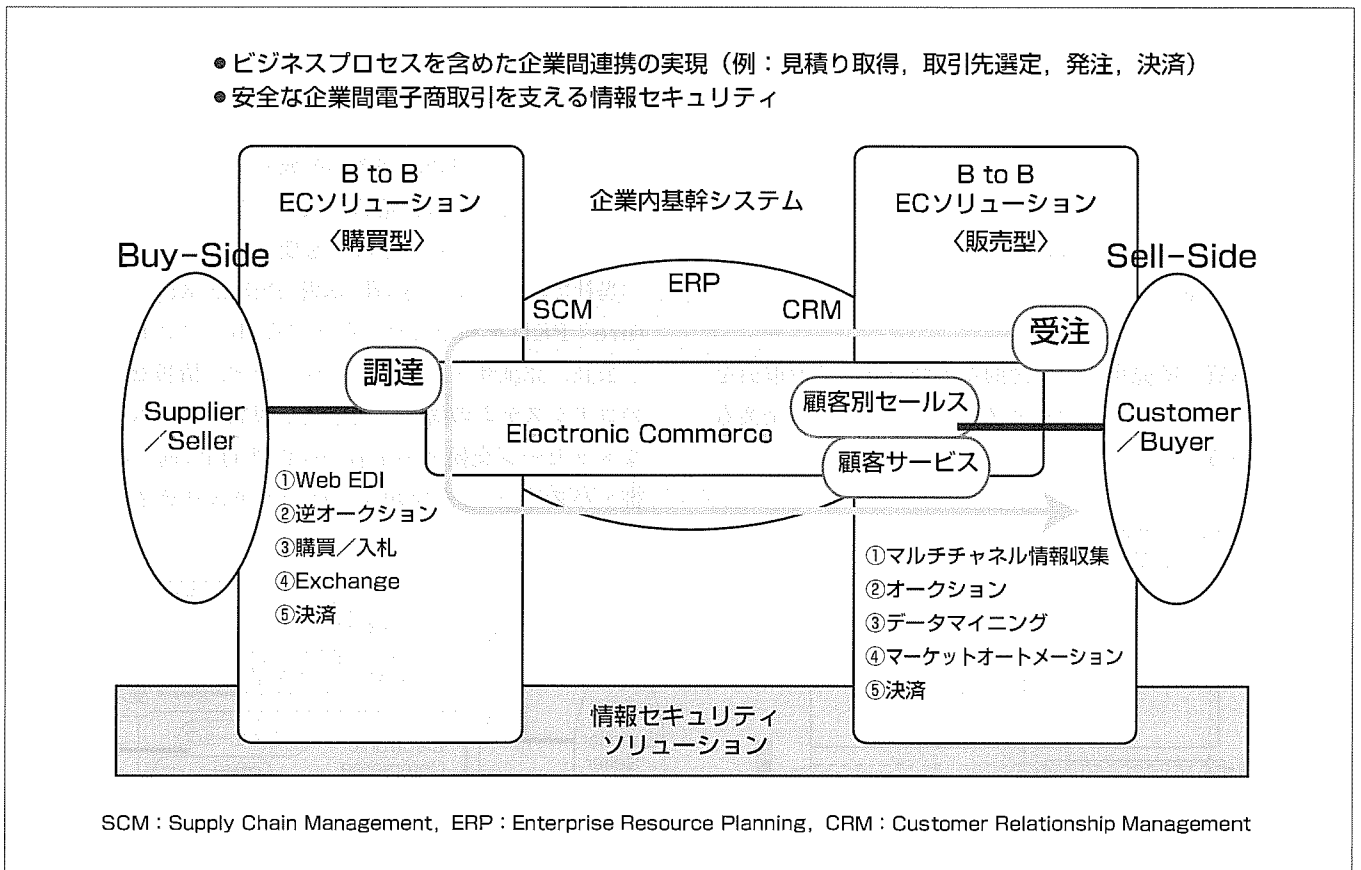 ●ビジネスプロセスを含めた企業間連携の実現（例：見積り取得，取引先選定，発注，決済）
●安全な企業間電子商取引を支える情報セキュリティ
B to B
ECソリューション
〈購買型〉
企業内基幹システム
B to B
ECソリューション
〈販売型〉
Buy-Side
Sell-Side
ERP
SCM
CRM
受注
調達
顧客別セールス
Supplier
／Seller
Eloctronic Commorco
Customer
／Buyer
顧客サービス
①Web EDI
②逆オークション
③購買／入札
④Exchange
⑤決済
①マルチチャネル情報収集
②オークション
③データマイニング
④マーケットオートメーション
⑤決済
情報セキュリティ
ソリューション
SCM：Supply Chain Management，ERP：Enterprise Resource Planning，CRM：Customer Relationship Management